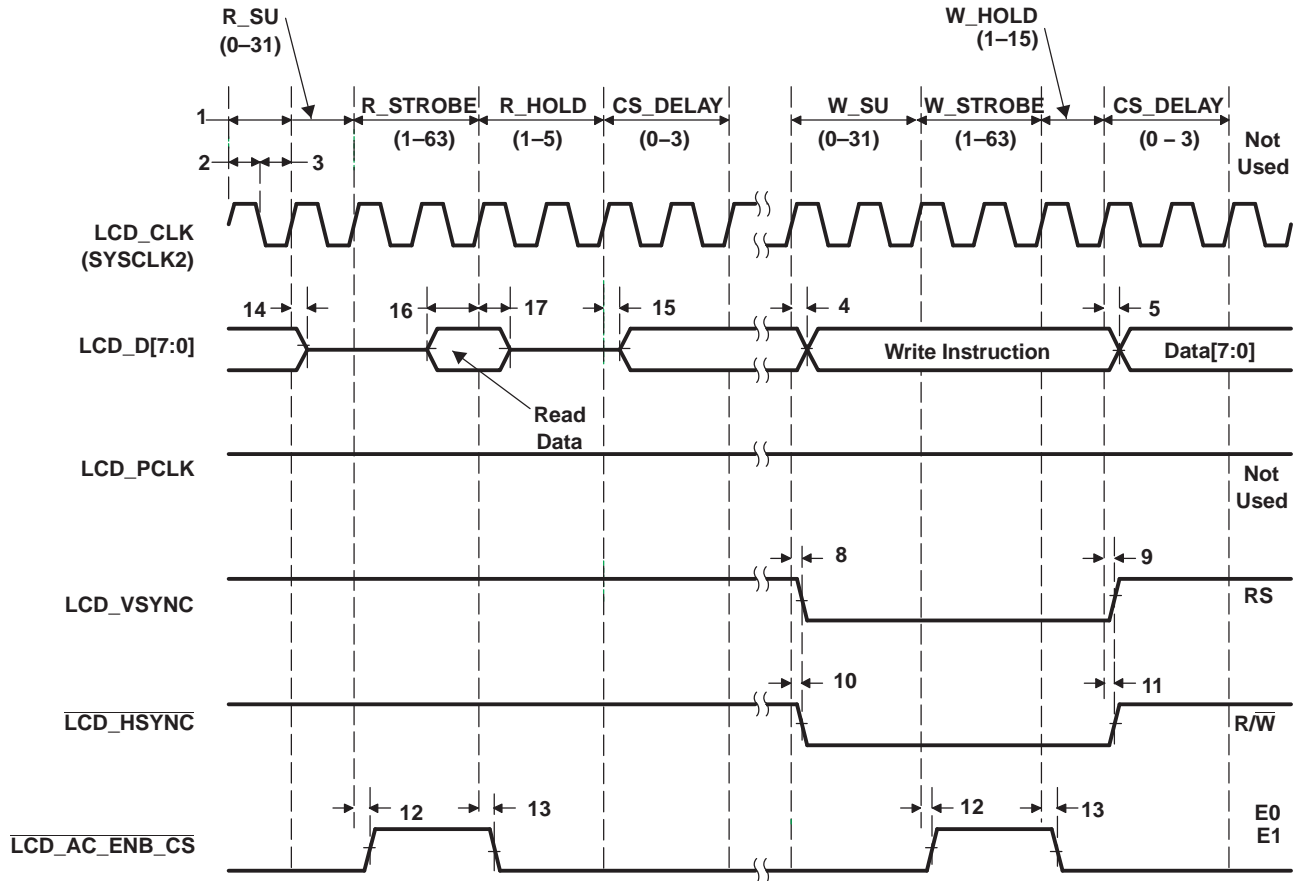 R_SU
(0–31)
W_HOLD
(1–15)
1
R_STROBE
(1–63)
R_HOLD
(1–5)
CS_DELAY
(0–3)
W_SU
(0–31)
W_STROBE
(1–63)
CS_DELAY
(0 – 3)
Not
Used
2
3
LCD_CLK
(SYSCLK2)
14
16
17
15
4
5
LCD_D[7:0]
Write Instruction
Data[7:0]
Read
Data
LCD_PCLK
Not
Used
8
9
LCD_VSYNC
RS
10
11
LCD_HSYNC
R/W
12
13
12
13
LCD_AC_ENB_CS
E0
E1